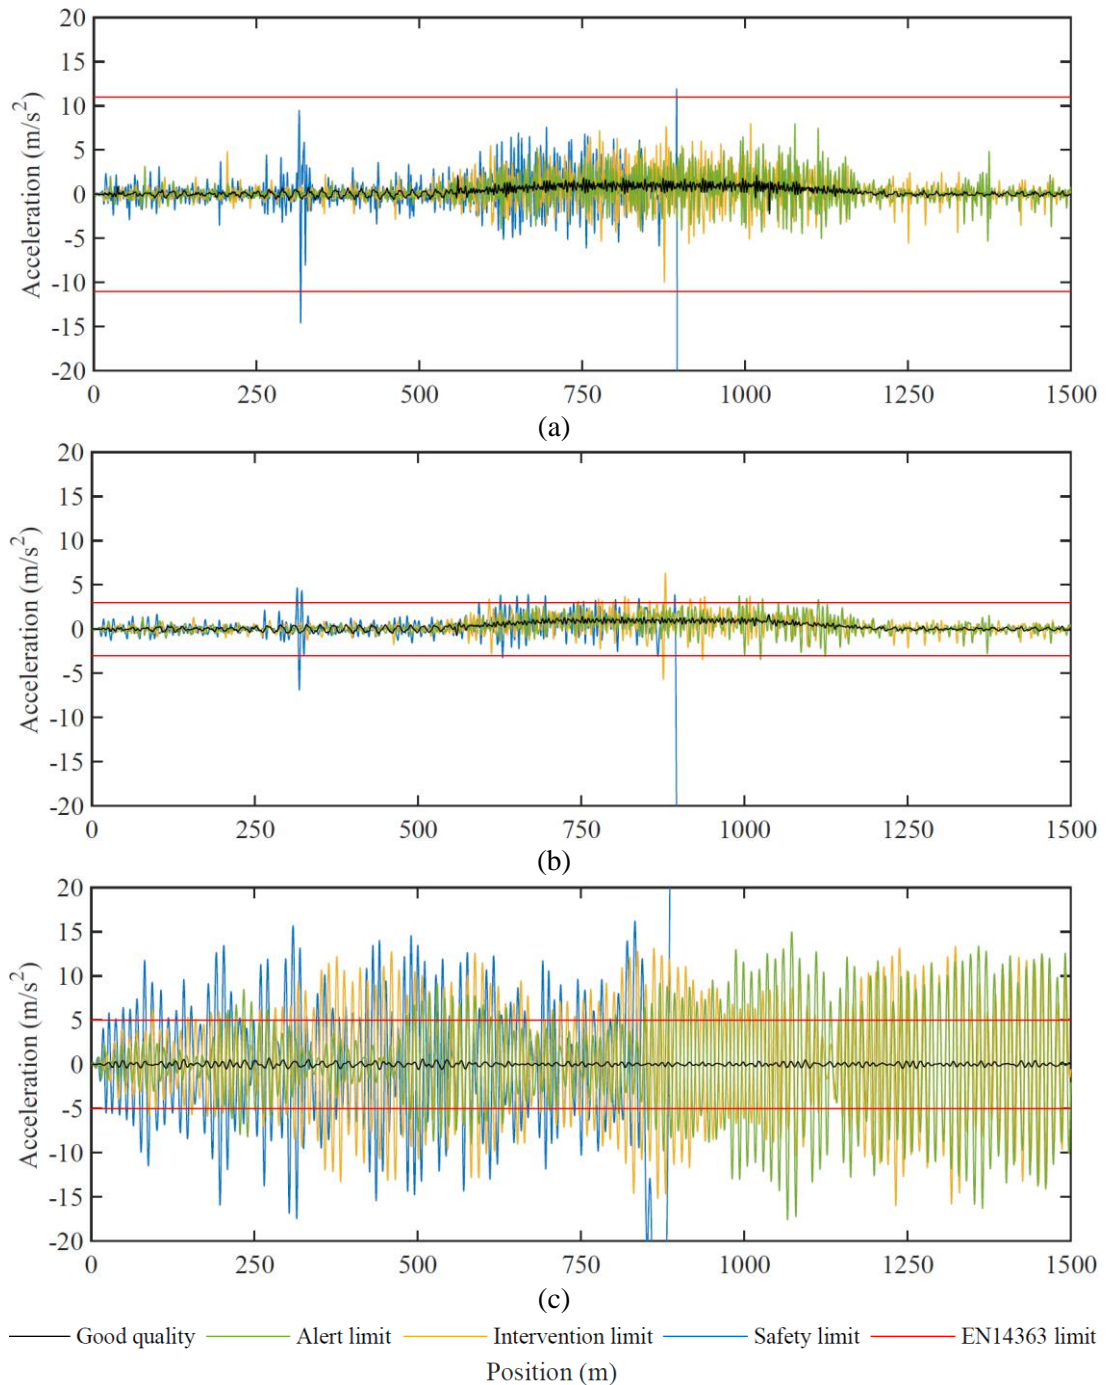 20
15
10
5
0
-5
-10
-15
-20
Acceleration (m/s²)
0 250 500 750 1000 1250 1500
(a)
20
15
10
5
0
-5
-10
-15
-20
Acceleration (m/s²)
0 250 500 750 1000 1250 1500
(b)
20
15
10
5
0
-5
-10
-15
-20
Acceleration (m/s²)
0 250 500 750 1000 1250 1500
(c)
Good quality Alert limit Intervention limit Safety limit EN14363 limit
Position (m)